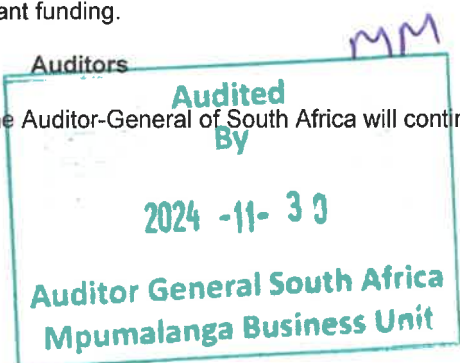 ant funding.
MM
Auditors
Audited
e Auditor-General of South Africa will contin
By
2024 -11- 30
Auditor General South Africa
Mpumalanga Business Unit